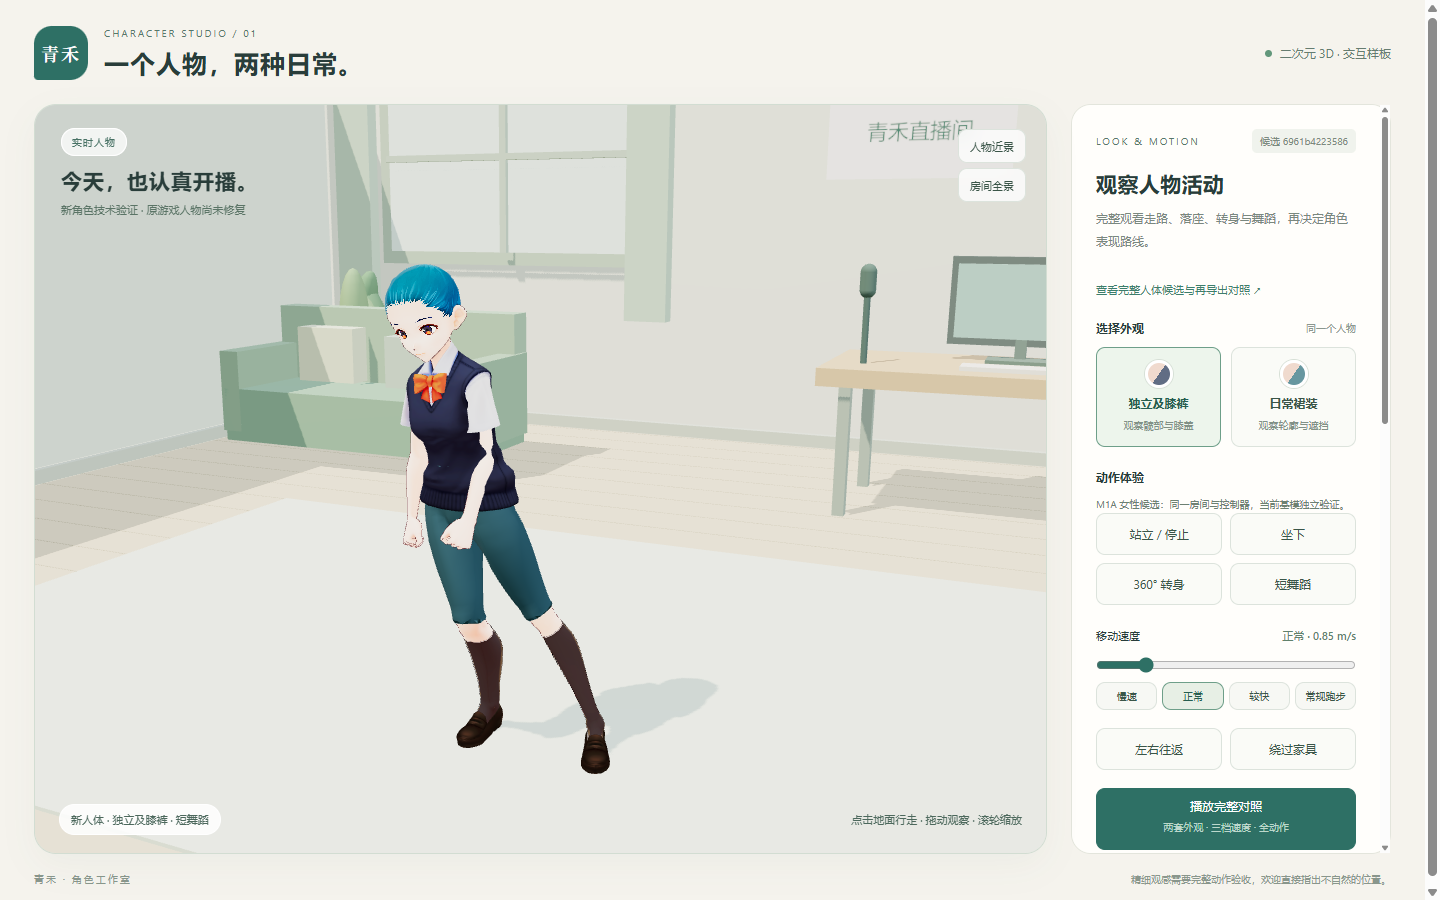 青禾
CHARACTER STUDIO / 01
一个人物，两种日常。
二次元 3D · 交互样板
实时人物
今天，也认真开播。
新角色技术验证 · 原游戏人物尚未修复
青禾直播间
人物近景
房间全景
新人体 · 独立及膝裤 · 短舞蹈
点击地面行走 · 拖动观察 · 滚轮缩放
LOOK & MOTION
候选 6961b4223586
观察人物活动
完整观看走路、落座、转身与舞蹈，再决定角色
表现路线。
查看完整人体候选与再导出对照 ↗
选择外观
同一个人物
独立及膝裤
观察髋部与膝盖
日常裙装
观察轮廓与遮挡
动作体验
M1A 女性候选：同一房间与控制器，当前基模独立验证。
站立 / 停止
坐下
360° 转身
短舞蹈
移动速度
正常 · 0.85 m/s
慢速
正常
较快
常规跑步
左右往返
绕过家具
播放完整对照
两套外观 · 三档速度 · 全动作
青禾 · 角色工作室
精细观感需要完整动作验收，欢迎直接指出不自然的位置。